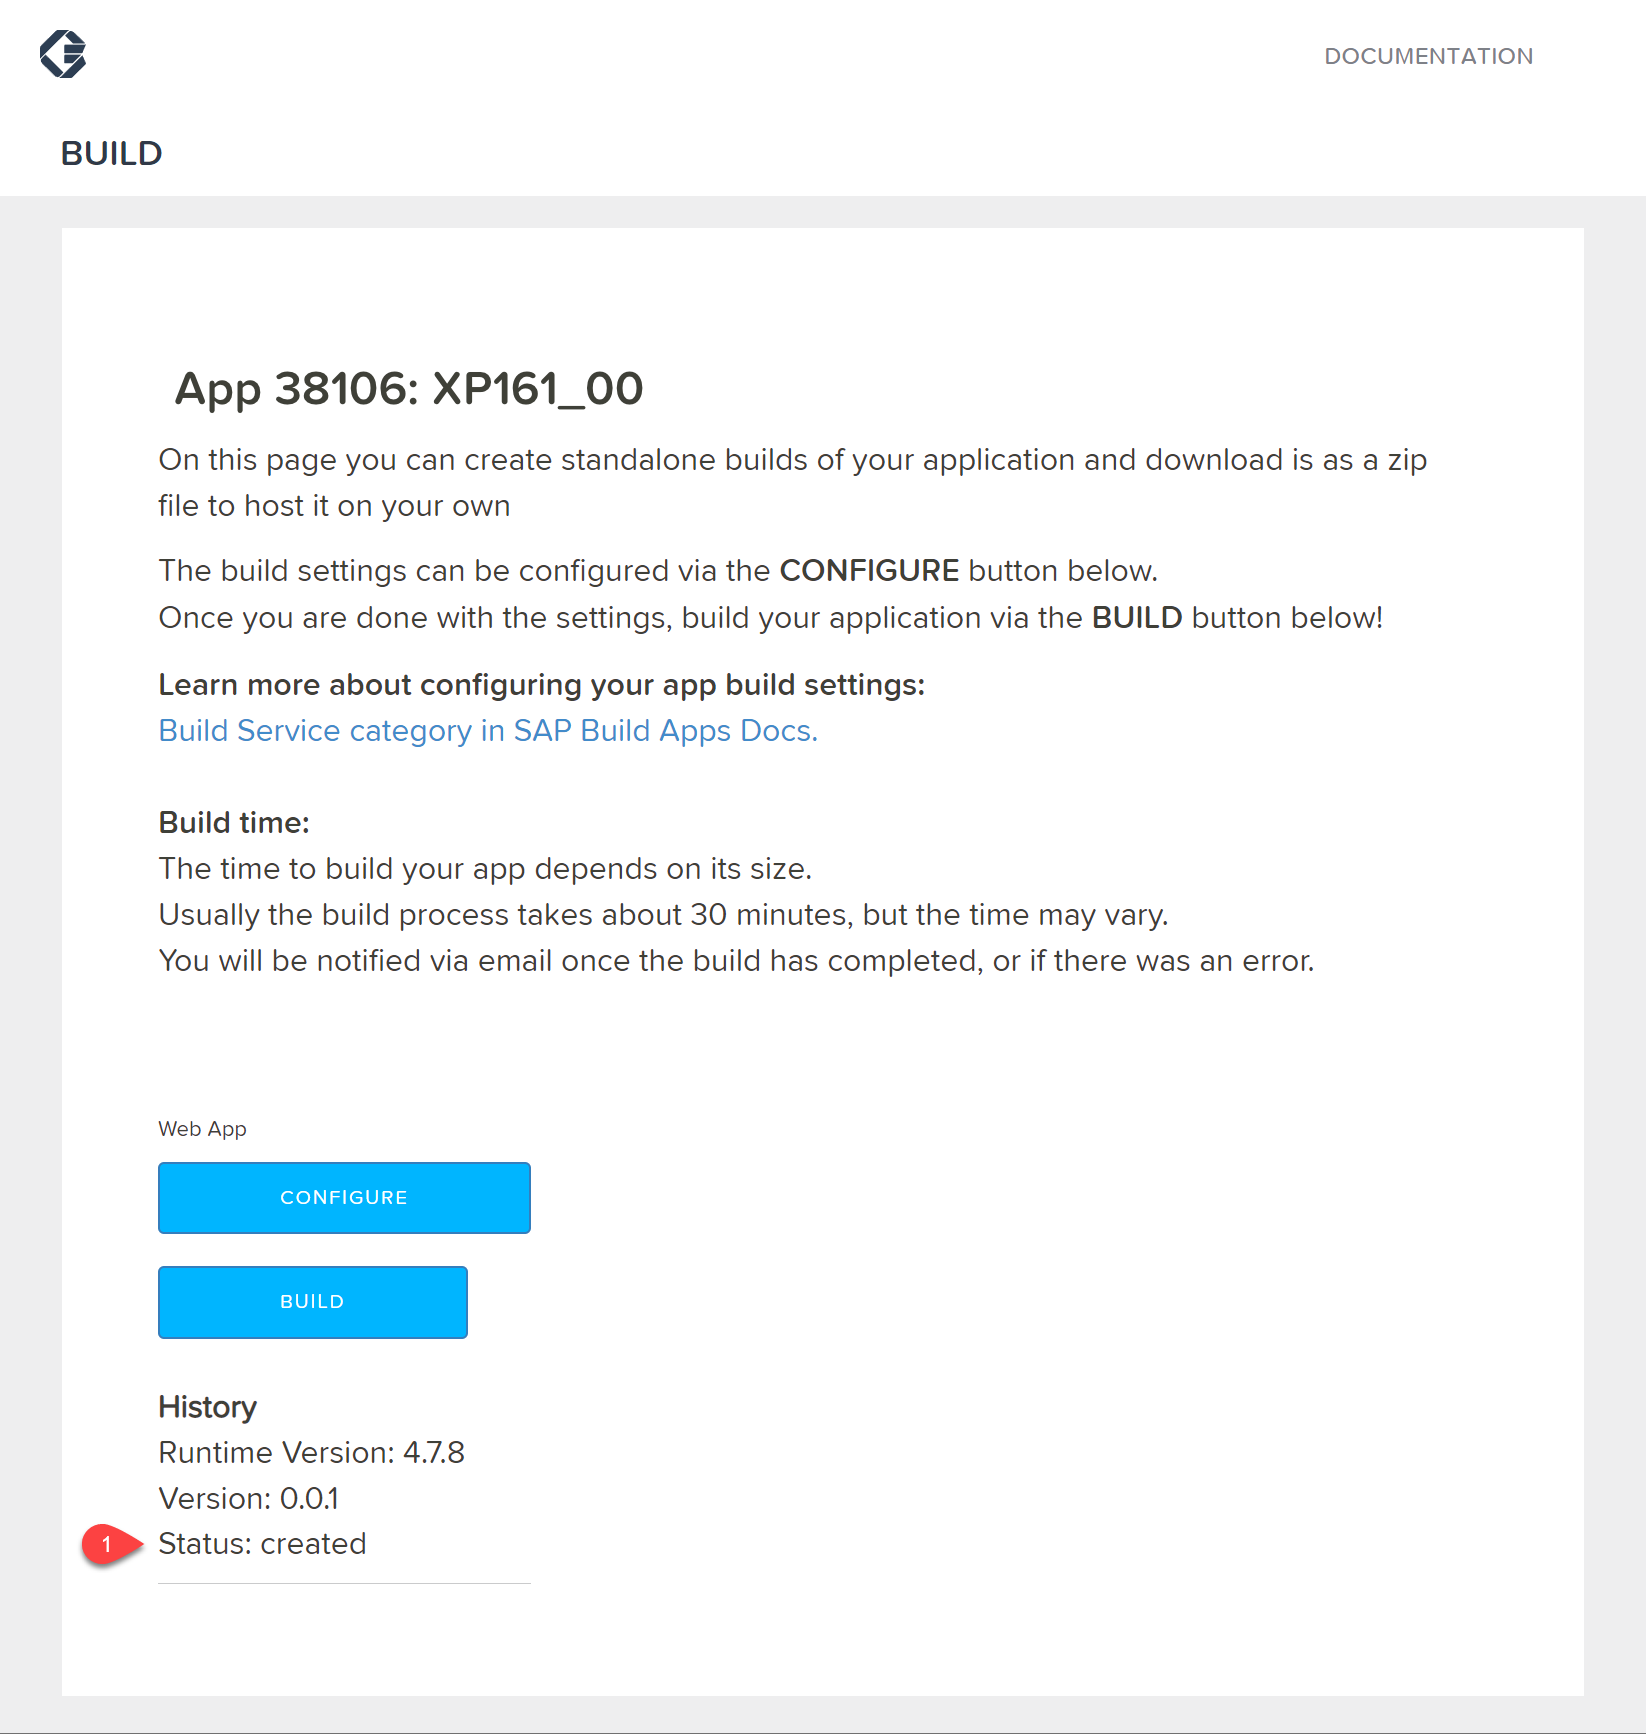 DOCUMENTATION
BUILD
App 38106: XP161_00
On this page you can create standalone builds of your application and download is as a zip
file to host it on your own
The build settings can be configured via the CONFIGURE button below.
Once you are done with the settings, build your application via the BUILD button below!
Learn more about configuring your app build settings:
Build Service category in SAP Build Apps Docs.
Build time:
The time to build your app depends on its size.
Usually the build process takes about 30 minutes, but the time may vary.
You will be notified via email once the build has completed, or if there was an error.
Web App
CONFIGURE
BUILD
History
Runtime Version: 4.7.8
Version: 0.0.1
1 Status: created